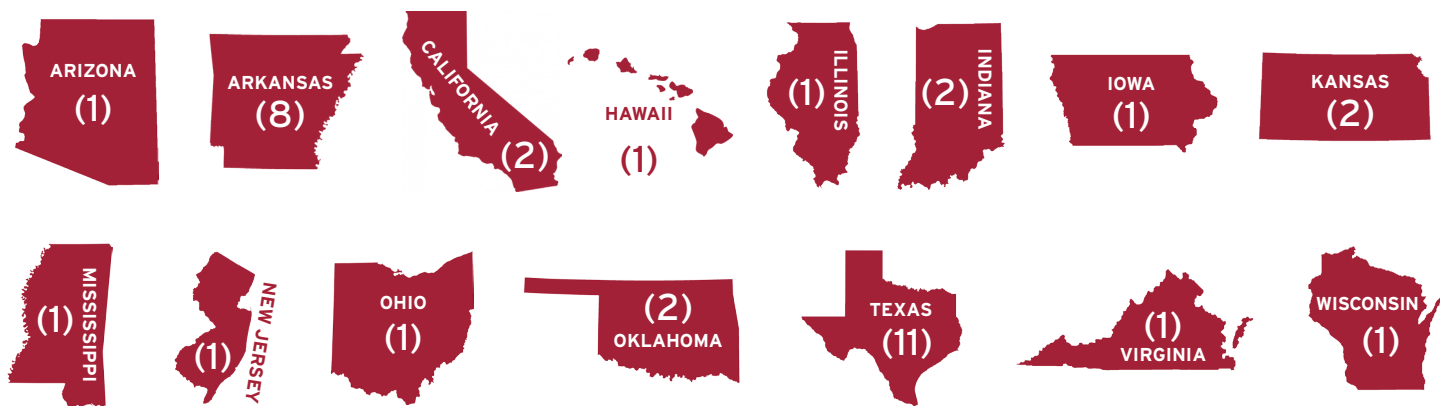 ARIZONA
(1)
ARKANSAS
(8)
CALIFORNIA
(2)
HAWAII
(1)
ILLINOIS
(1)
INDIANA
(2)
IOWA
(1)
KANSAS
(2)
MISSISSIPPI
(1)
NEW JERSEY
(1)
OHIO
(1)
(2)
OKLAHOMA
TEXAS
(11)
(1)
VIRGINIA
WISCONSIN
(1)